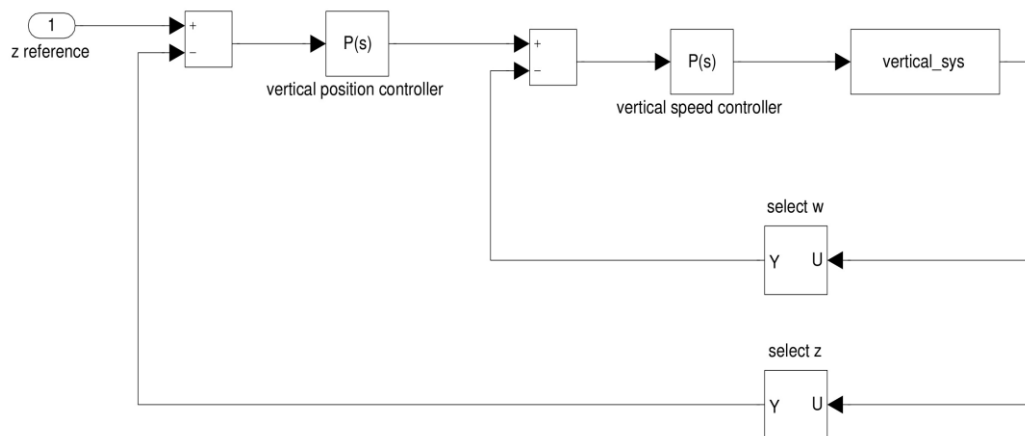 1
z reference
+
−
P(s)
vertical position controller
+
−
P(s)
vertical speed controller
vertical_sys
select w
Y U
select z
Y U